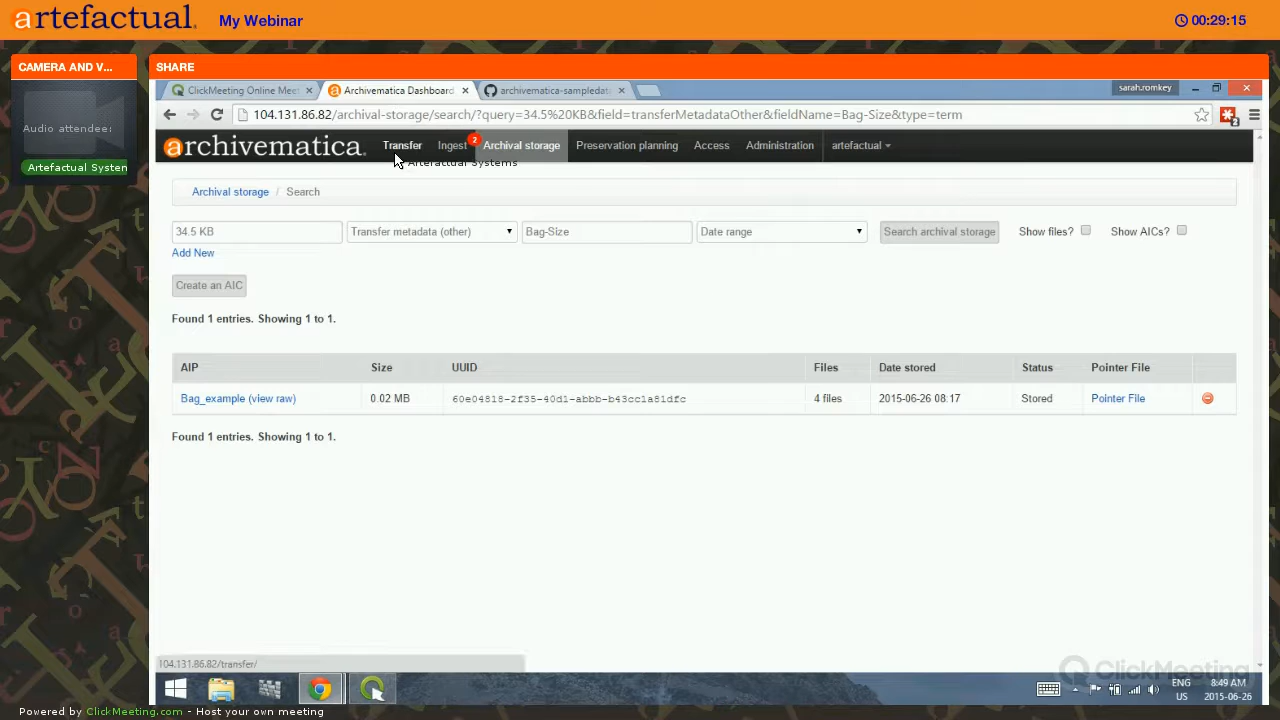 artefactual. My Webinar 00:29:15
CAMERA AND V...
SHARE
Audio attendees
Artefactual System
ClickMeeting Online Meet
Archivematica Dashboard
archivematica-sampledat
sarah.romkey
104.131.86.82/archival-storage/search/?query=34.5%20KB&field=transferMetadataOther&fieldName=Bag-Size&type=term
2
archivematica. Transfer Ingest 2 Archival storage Preservation planning Access Administration artefactual
Artefactual Systems
Archival storage / Search
34.5 KB Transfer metadata (other) Bag-Size Date range Search archival storage Show files? Show AICs?
Add New
Create an AIC
Found 1 entries. Showing 1 to 1.
AIP Size UUID Files Date stored Status Pointer File
Bag_example (view raw) 0.02 MB 60e04818-2f35-40d1-abbb-b43cc1a81dfc 4 files 2015-06-26 08:17 Stored Pointer File
Found 1 entries. Showing 1 to 1.
104.131.86.82/transfer/
ClickMeeting
ENG 8:49 AM
US 2015-06-26
Powered by ClickMeeting.com - Host your own meeting